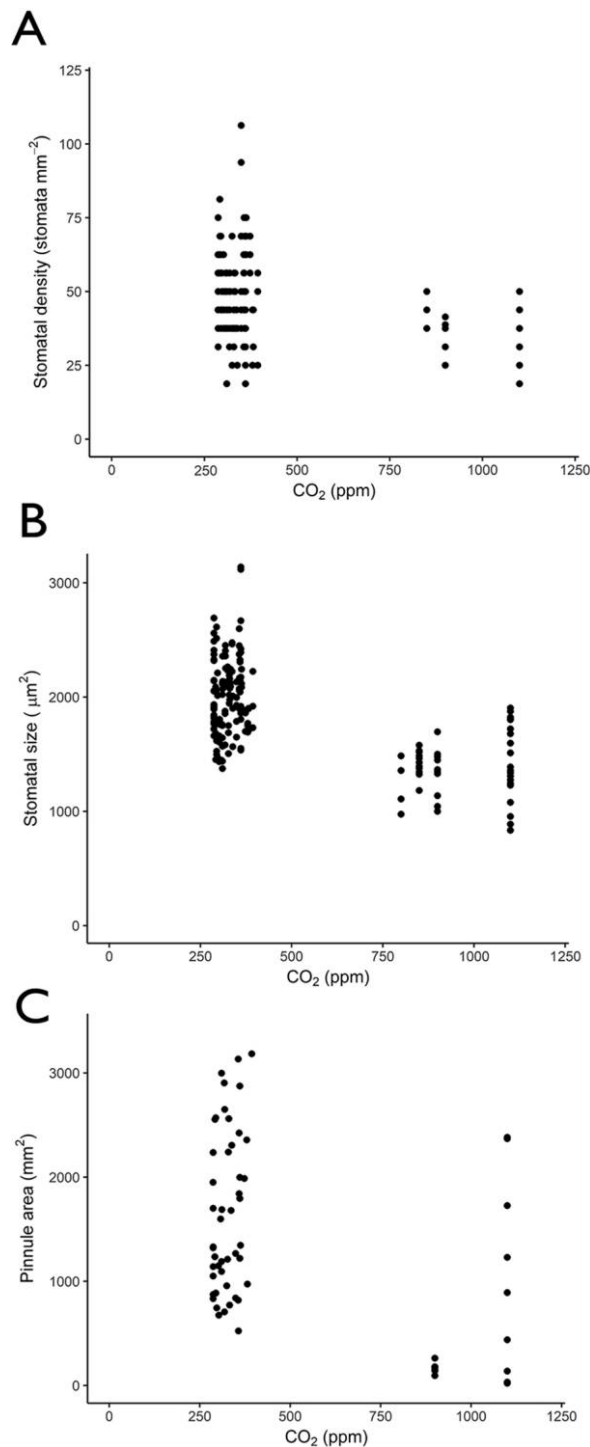 A
125
100
75
50
25
0
Stomatal density (stomata mm⁻²)
0 250 500 750 1000 1250
CO₂ (ppm)
B
3000
2000
1000
0
Stomatal size ( μm²)
0 250 500 750 1000 1250
CO₂ (ppm)
C
3000
2000
1000
0
Pinnule area (mm²)
0 250 500 750 1000 1250
CO₂ (ppm)